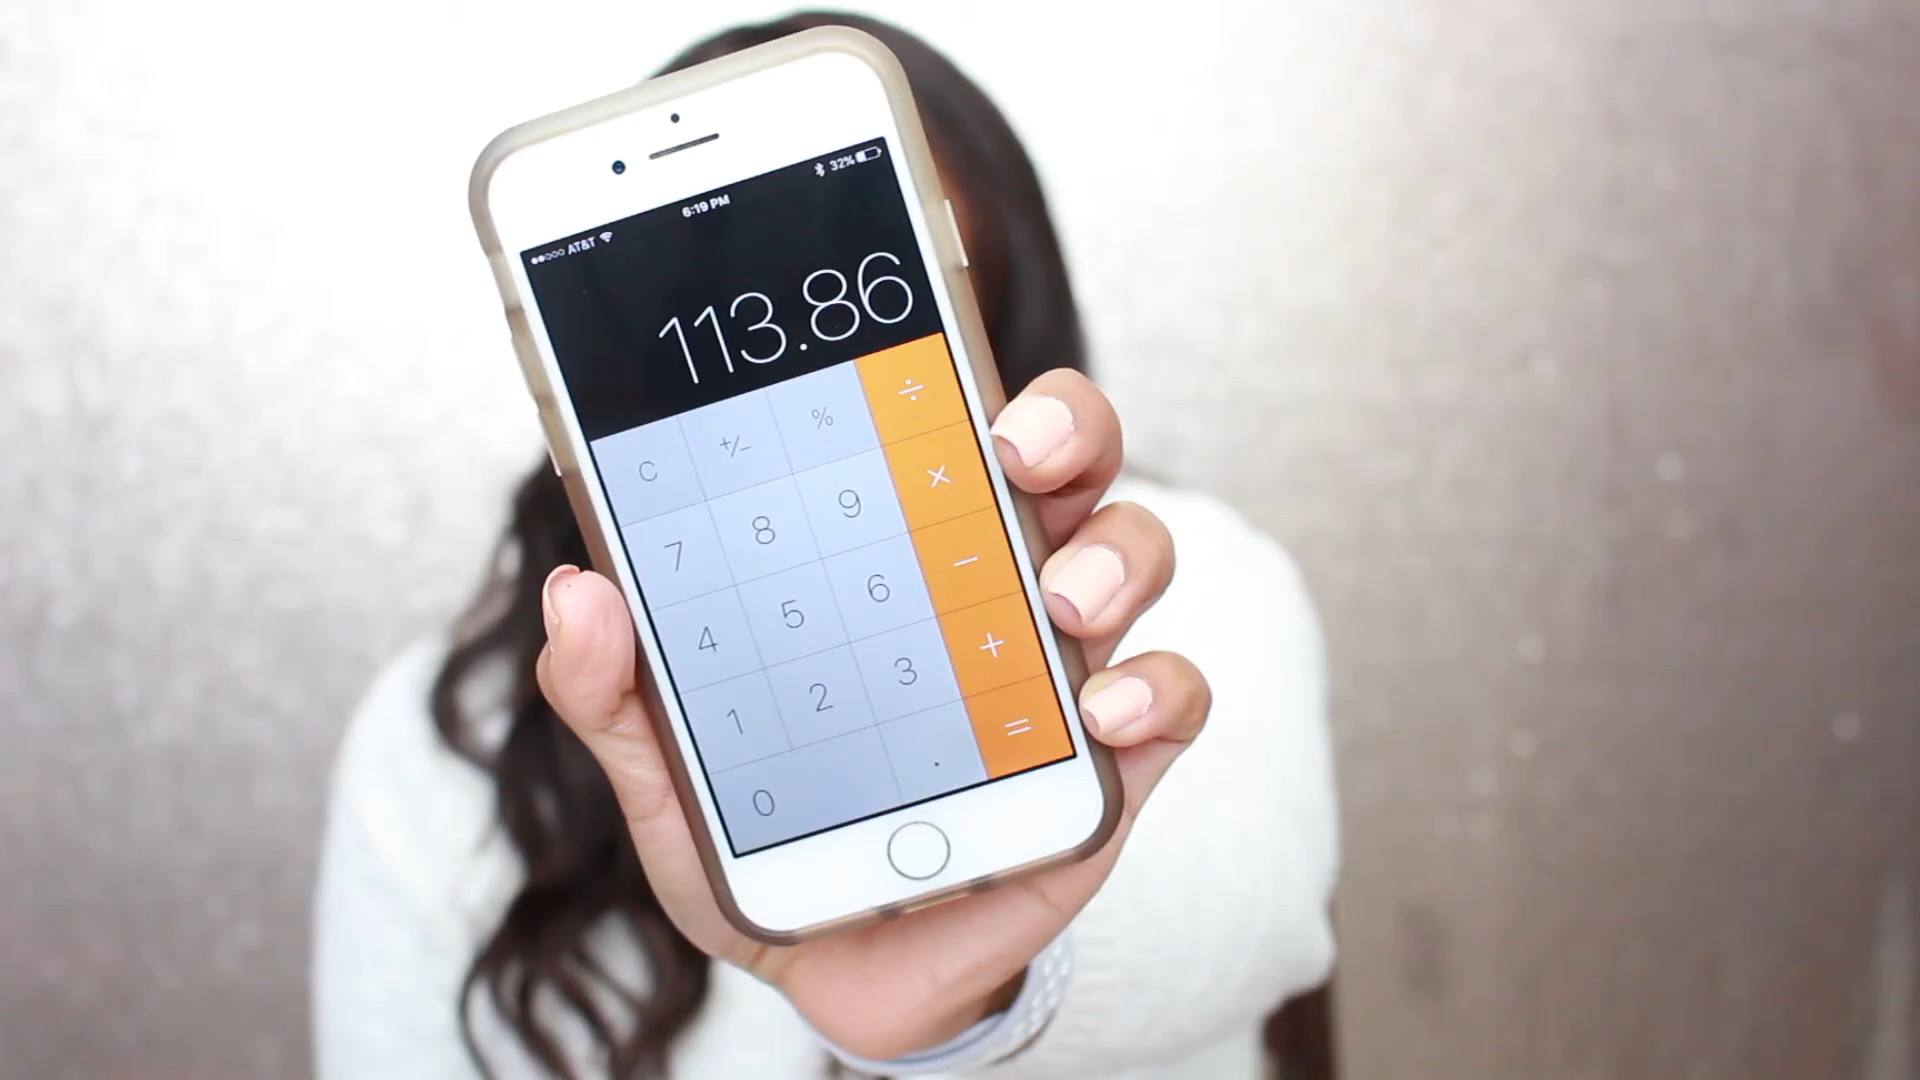 AT&T 6:19 PM 32%
113.86
C +/- % ÷
7 8 9 ×
4 5 6 −
1 2 3 +
0 . =